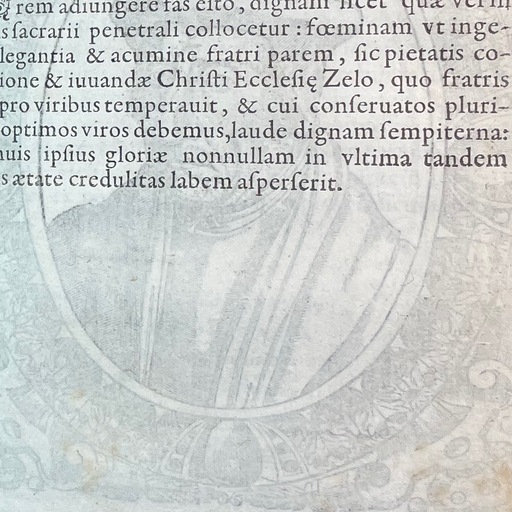 rem adiungere fas esto, dignam licet quæ vel in
s ſacrarii penetrali collocetur : fœminam vt inge-
legantia & acumine fratri parem, ſic pietatis co-
ione & iuuandæ Chriſti Eccleſię Zelo, quo fratris
pro viribus temperauit, & cui conſeruatos pluri-
optimos viros debemus, laude dignam ſempiterna:
uis ipſius gloriæ nonnullam in vltima tandem
s ætate credulitas labem aſperſerit.